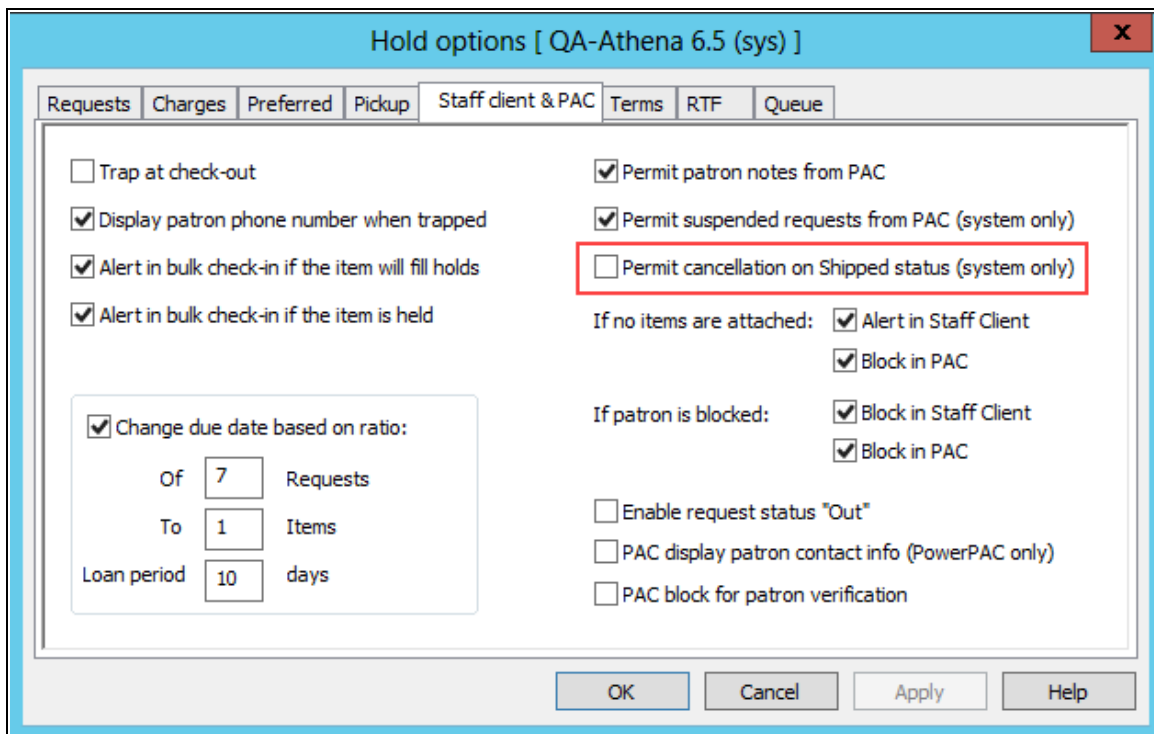 Hold options [ QA-Athena 6.5 (sys) ]
x
Requests Charges Preferred Pickup Staff client & PAC Terms RTF Queue
Trap at check-out
Display patron phone number when trapped
Alert in bulk check-in if the item will fill holds
Alert in bulk check-in if the item is held
Change due date based on ratio:
Of 7 Requests
To 1 Items
Loan period 10 days
Permit patron notes from PAC
Permit suspended requests from PAC (system only)
Permit cancellation on Shipped status (system only)
If no items are attached: Alert in Staff Client
Block in PAC
If patron is blocked: Block in Staff Client
Block in PAC
Enable request status "Out"
PAC display patron contact info (PowerPAC only)
PAC block for patron verification
OK Cancel Apply Help